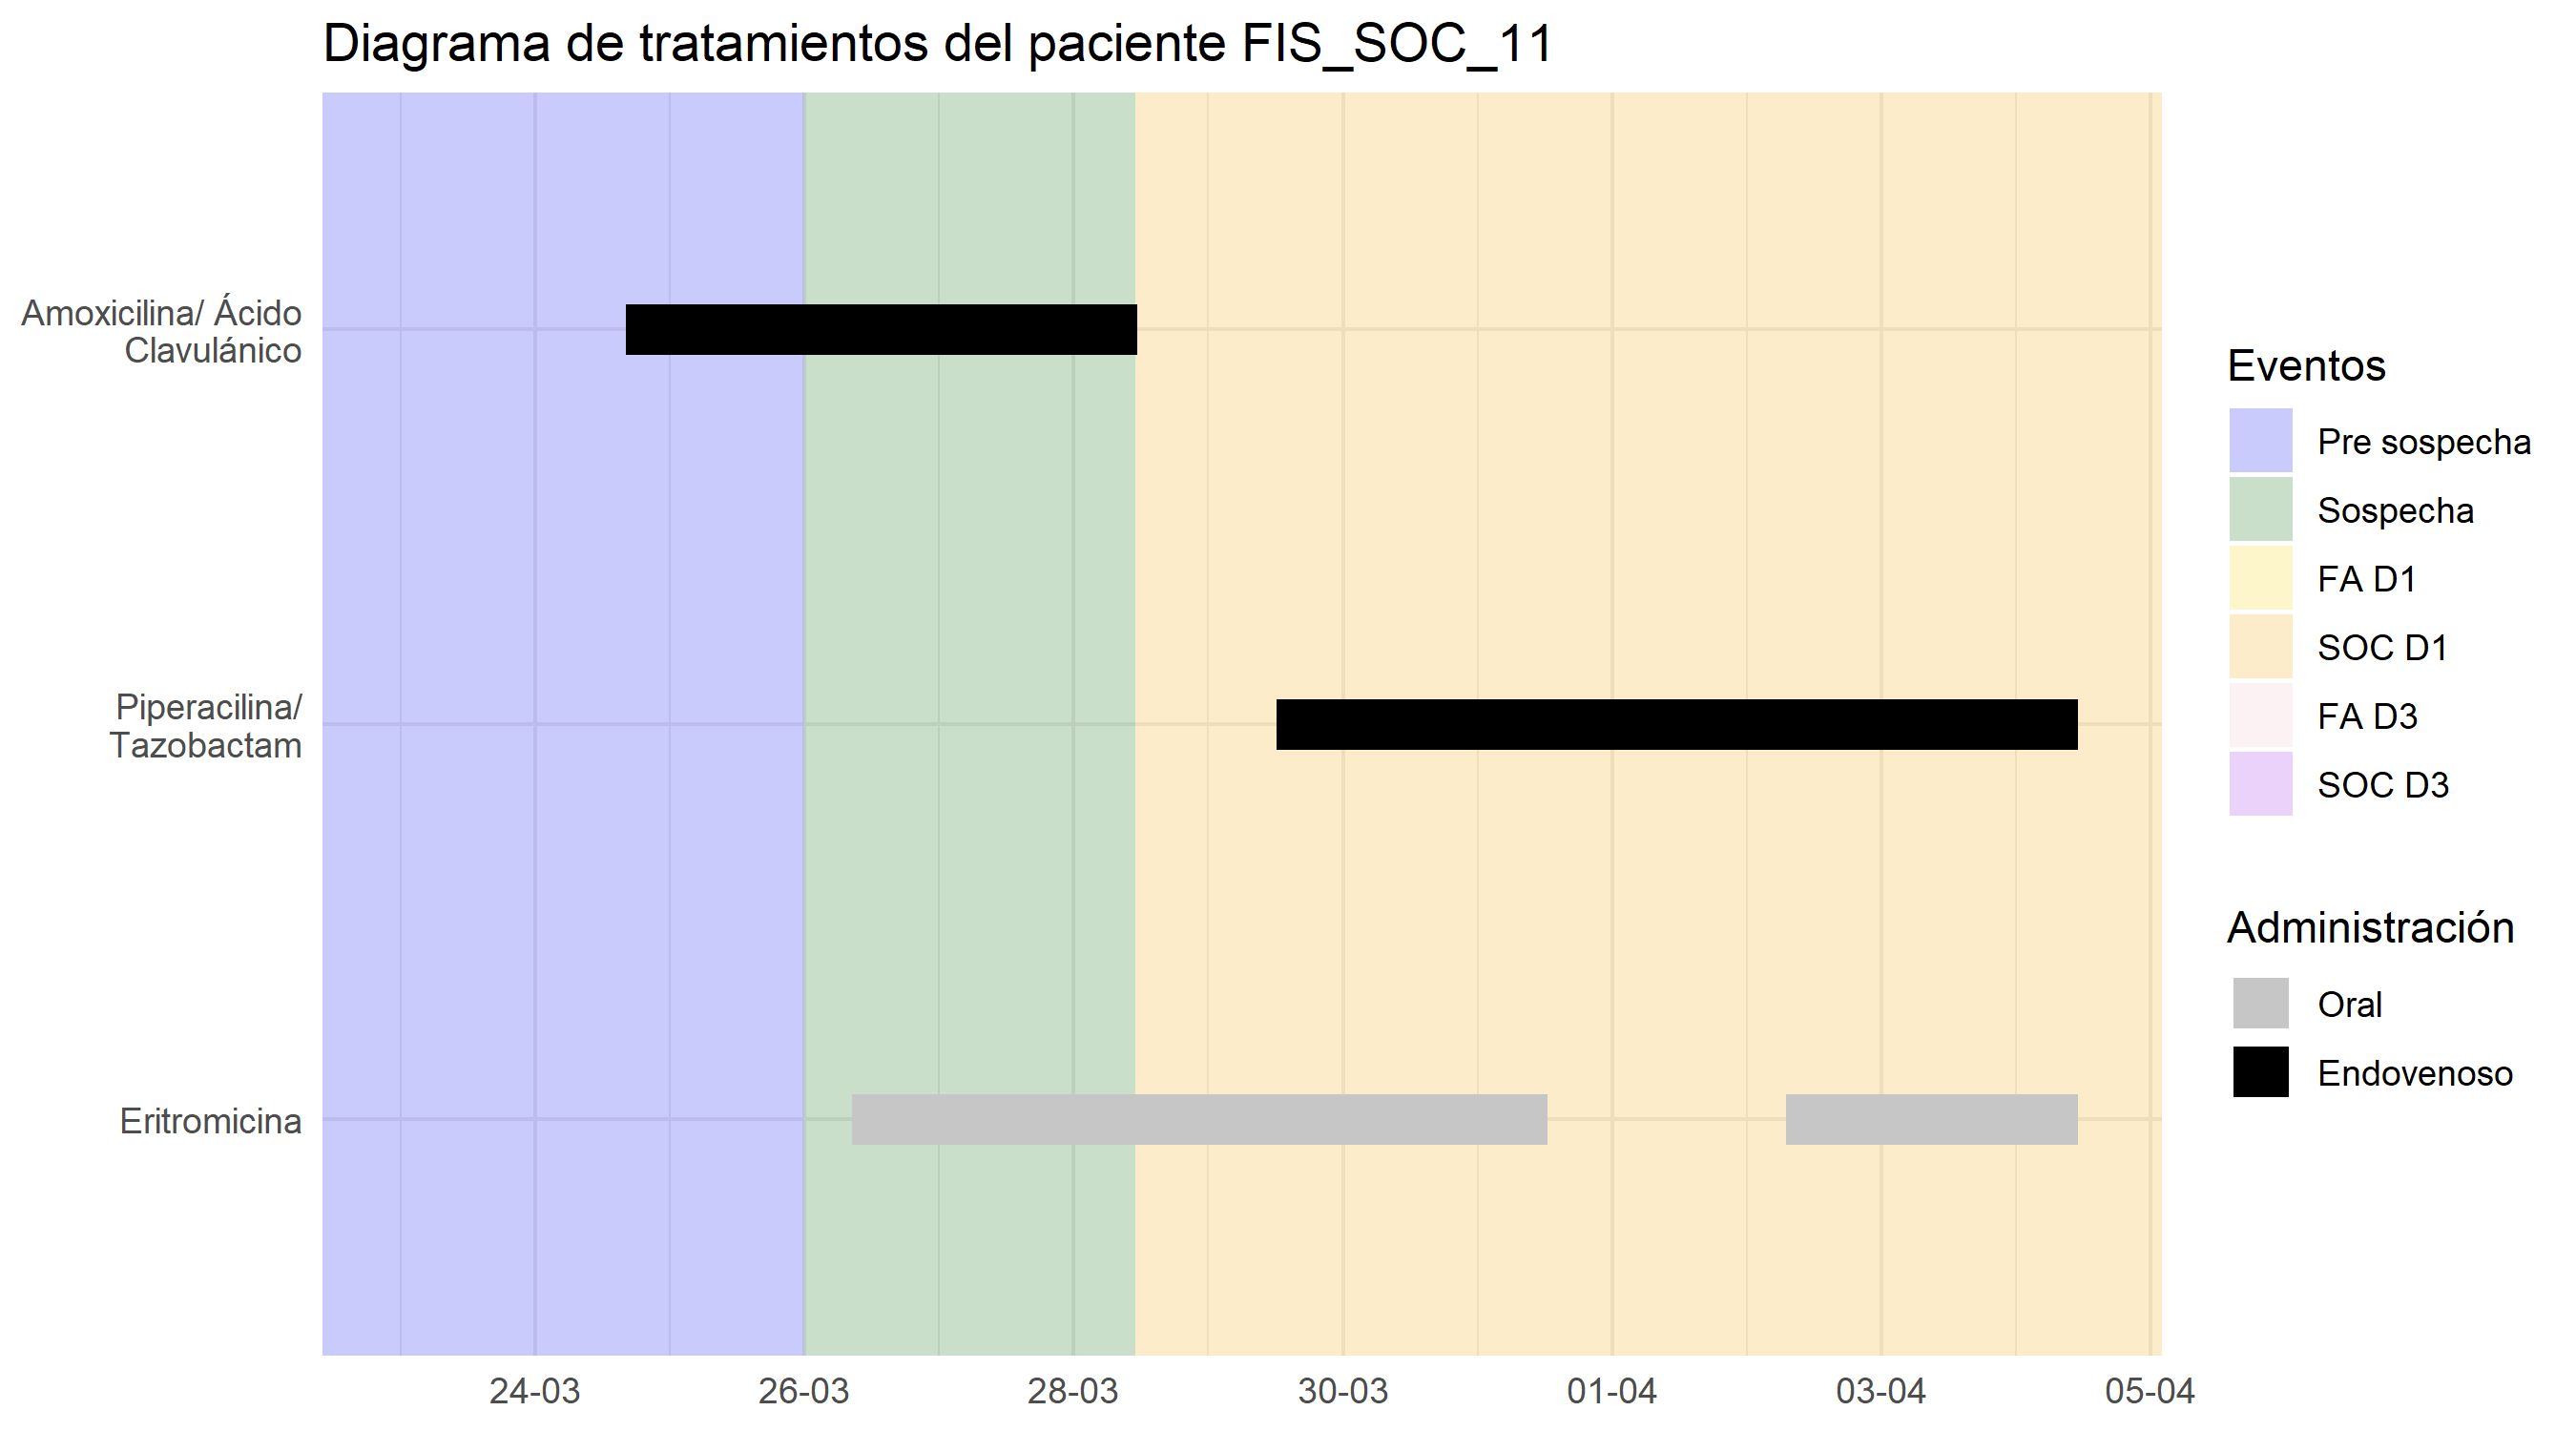 Diagrama de tratamientos del paciente FIS_SOC_11
Amoxicilina/ Ácido
Clavulánico
Piperacilina/
Tazobactam
Eritromicina
24-03
26-03
28-03
30-03
01-04
03-04
05-04
Eventos
Pre sospecha
Sospecha
FA D1
SOC D1
FA D3
SOC D3
Administración
Oral
Endovenoso